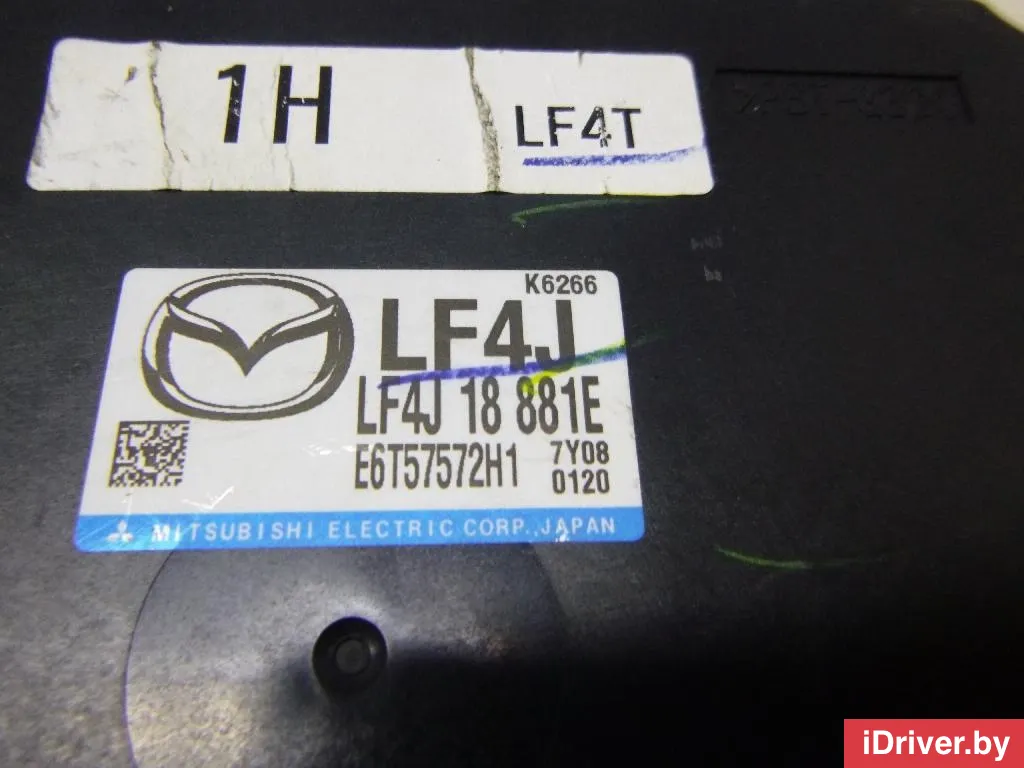 1H
LF4T
K6266
LF4J
LF4J 18 881E
E6T57572H1
7Y08
0120
MITSUBISHI ELECTRIC CORP., JAPAN
iDriver.by